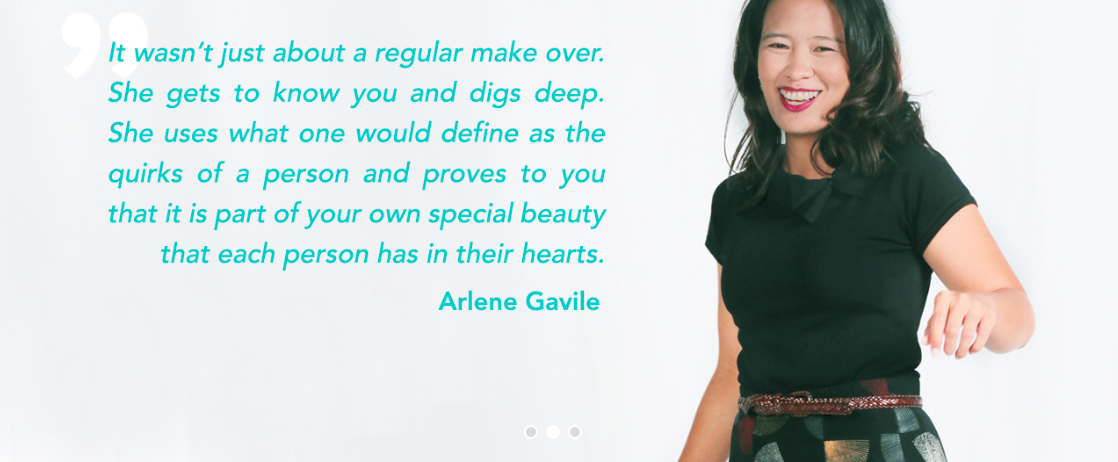 It wasn’t just about a regular make over.
She gets to know you and digs deep.
She uses what one would define as the
quirks of a person and proves to you
that it is part of your own special beauty
that each person has in their hearts.
Arlene Gavile